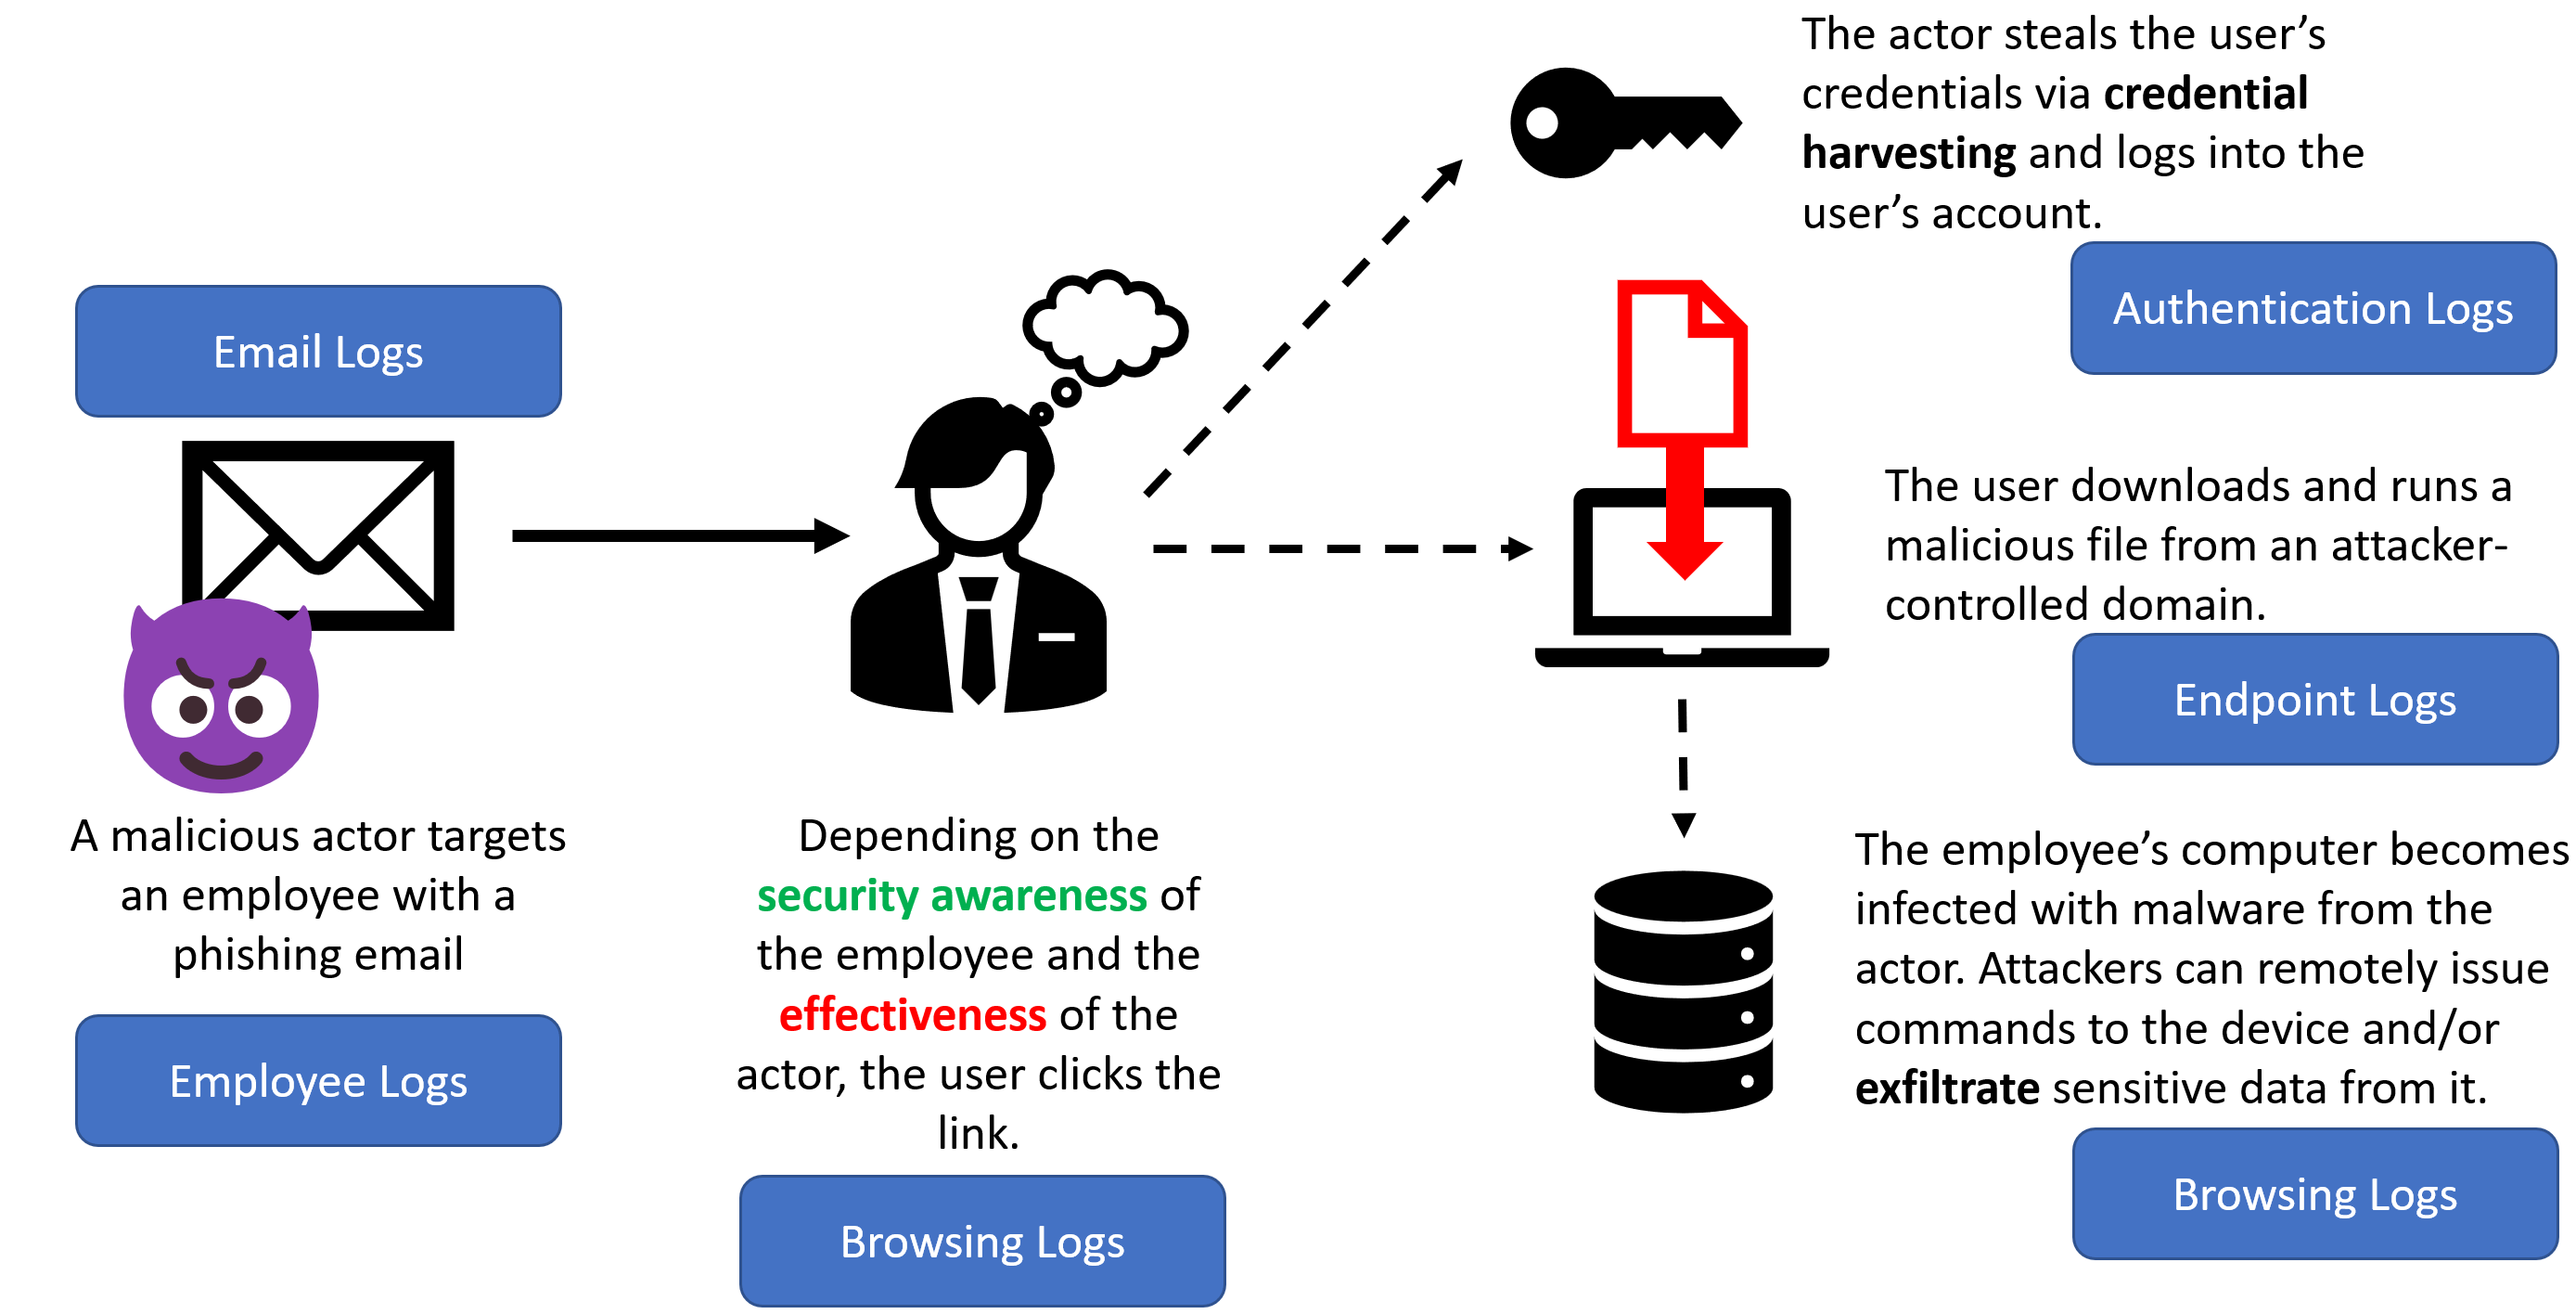 Email Logs
A malicious actor targets
an employee with a
phishing email
Employee Logs
Depending on the
security awareness of
the employee and the
effectiveness of the
actor, the user clicks the
link.
Browsing Logs
The actor steals the user’s
credentials via credential
harvesting and logs into the
user’s account.
Authentication Logs
The user downloads and runs a
malicious file from an attacker-
controlled domain.
Endpoint Logs
The employee’s computer becomes
infected with malware from the
actor. Attackers can remotely issue
commands to the device and/or
exfiltrate sensitive data from it.
Browsing Logs